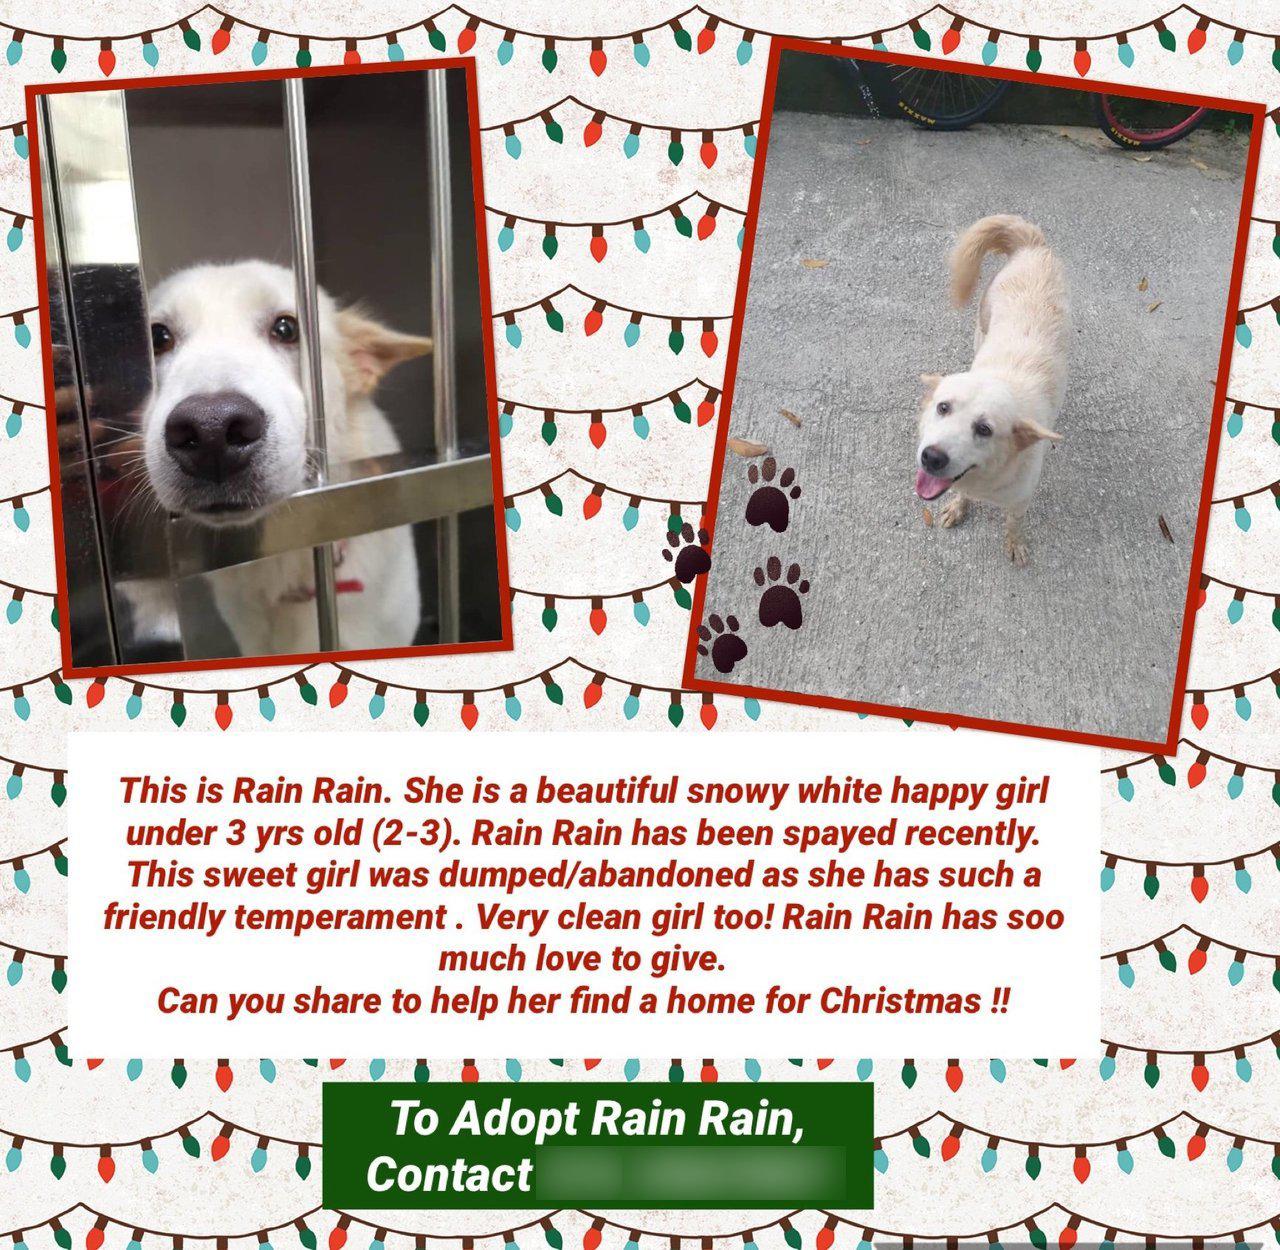 This is Rain Rain. She is a beautiful snowy white happy girl
under 3 yrs old (2-3). Rain Rain has been spayed recently.
This sweet girl was dumped/abandoned as she has such a
friendly temperament . Very clean girl too! Rain Rain has soo
much love to give.
Can you share to help her find a home for Christmas !!
To Adopt Rain Rain,
Contact
MAXXIS
MAXXIS